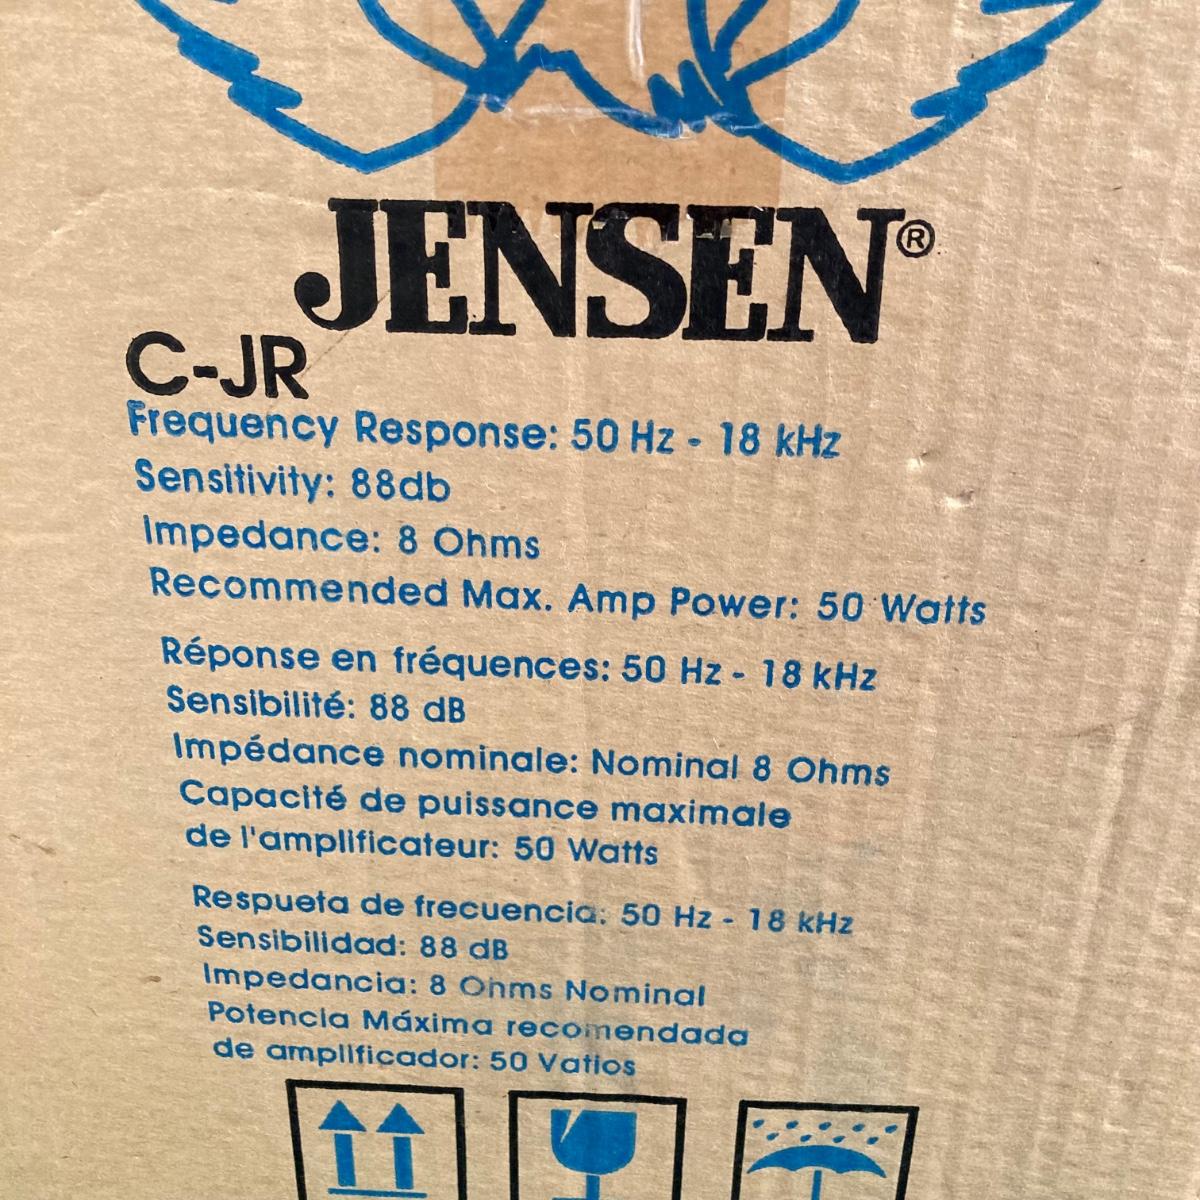 JENSEN®
C-JR
Frequency Response: 50 Hz - 18 kHz
Sensitivity: 88db
Impedance: 8 Ohms
Recommended Max. Amp Power: 50 Watts
Réponse en fréquences: 50 Hz - 18 kHz
Sensibilité: 88 dB
Impédance nominale: Nominal 8 Ohms
Capacité de puissance maximale
de l'amplificateur: 50 Watts
Respueta de frecuencia: 50 Hz - 18 kHz
Sensibilidad: 88 dB
Impedancia: 8 Ohms Nominal
Potencia Máxima recomendada
de amplificador: 50 Vatios